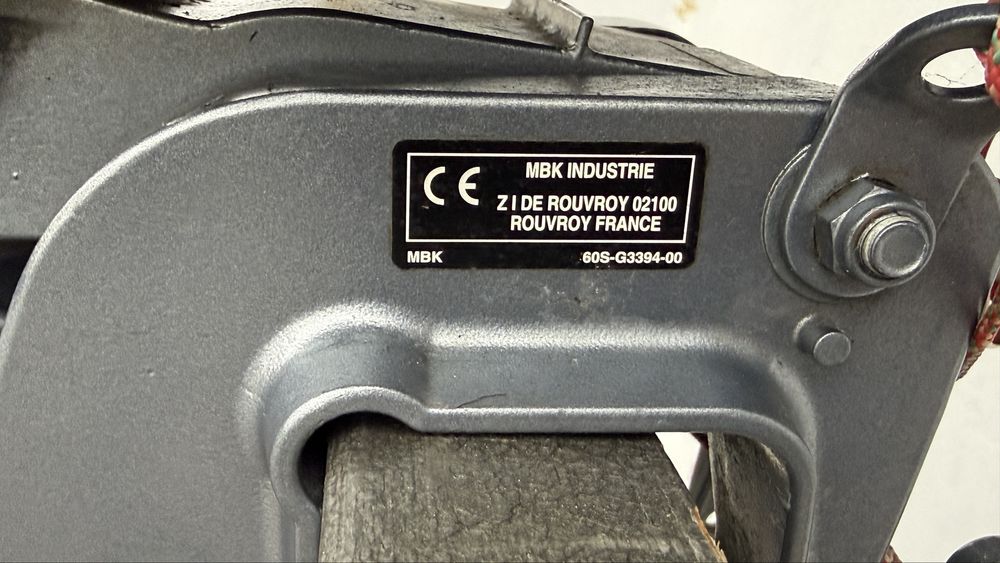 CE
MBK INDUSTRIE
Z I DE ROUVROY 02100
ROUVROY FRANCE
MBK 60S-G3394-00